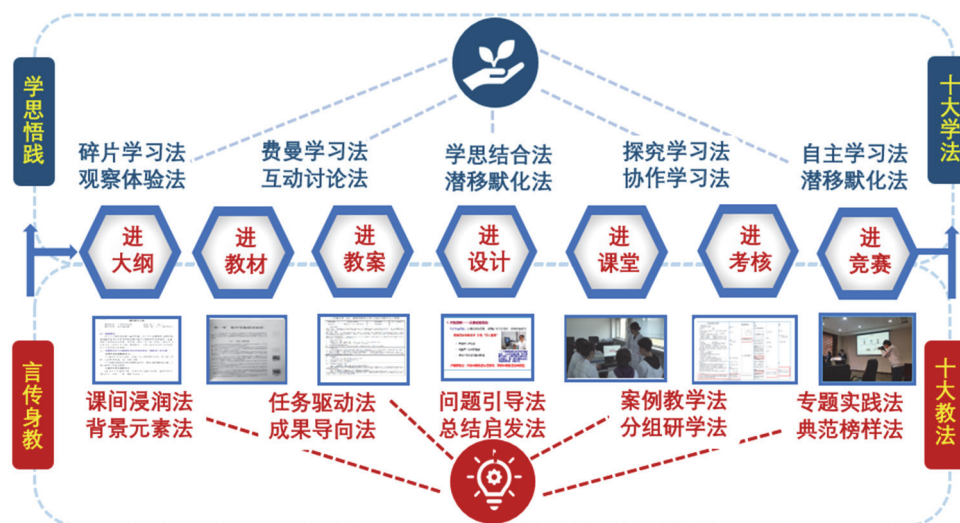 学思悟践
十大学法
碎片学习法
观察体验法
费曼学习法
互动讨论法
学思结合法
潜移默化法
探究学习法
协作学习法
自主学习法
潜移默化法
进
大纲
进
教材
进
教案
进
设计
进
课堂
进
考核
进
竞赛
言传身教
十大教法
课间浸润法
背景元素法
任务驱动法
成果导向法
问题引导法
总结启发法
案例教学法
分组研学法
专题实践法
典范榜样法